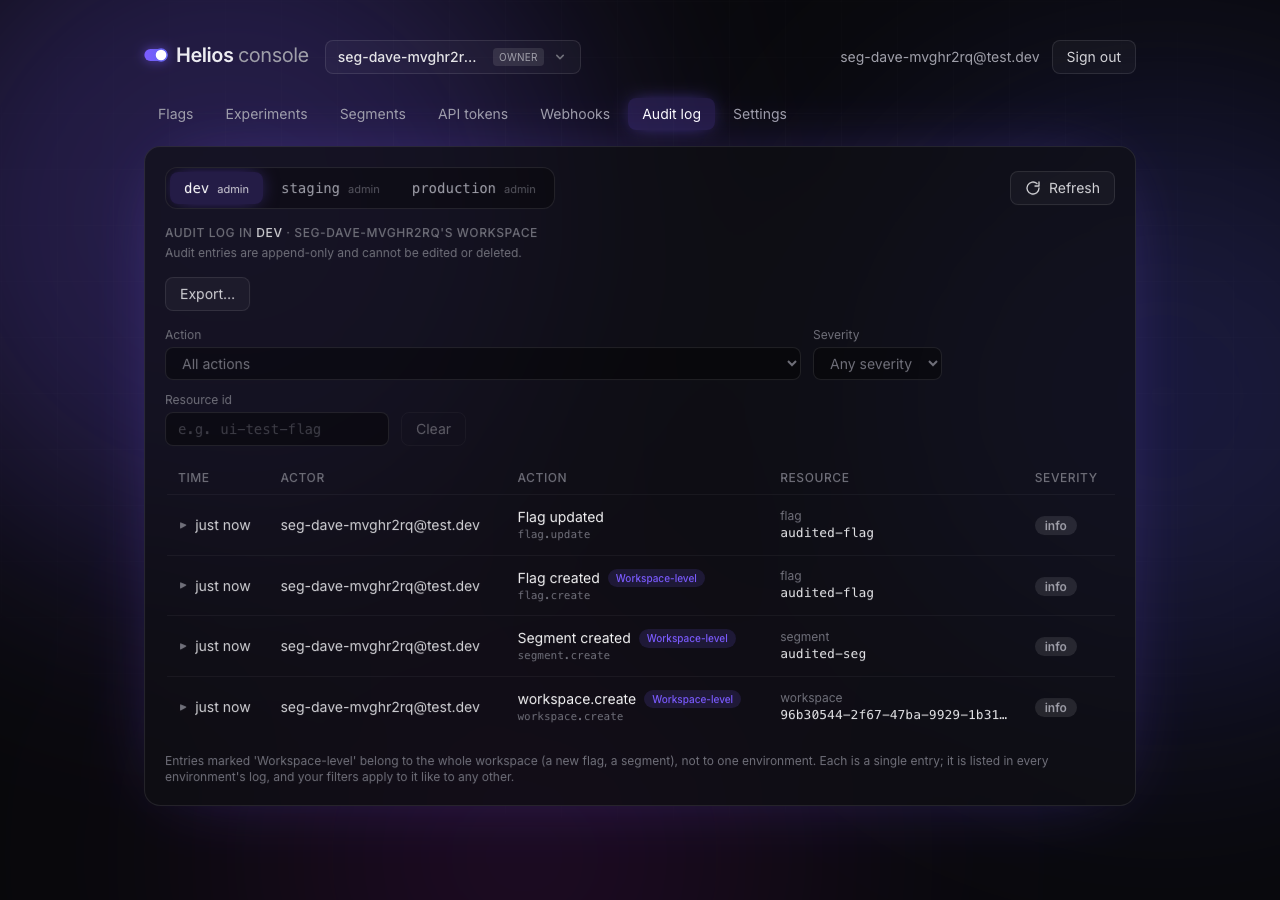 Helios console
seg-dave-mvghr2r... OWNER
seg-dave-mvghr2rq@test.dev
Sign out
Flags Experiments Segments API tokens Webhooks Audit log Settings
dev admin staging admin production admin
Refresh
AUDIT LOG IN DEV · SEG-DAVE-MVGHR2RQ'S WORKSPACE
Audit entries are append-only and cannot be edited or deleted.
Export...
Action Severity
All actions Any severity
Resource id
e.g. ui-test-flag Clear
TIME ACTOR ACTION RESOURCE SEVERITY
▸ just now seg-dave-mvghr2rq@test.dev Flag updated flag info
flag.update audited-flag
▸ just now seg-dave-mvghr2rq@test.dev Flag created Workspace-level flag info
flag.create audited-flag
▸ just now seg-dave-mvghr2rq@test.dev Segment created Workspace-level segment info
segment.create audited-seg
▸ just now seg-dave-mvghr2rq@test.dev workspace.create Workspace-level workspace info
workspace.create 96b30544-2f67-47ba-9929-1b31…
Entries marked 'Workspace-level' belong to the whole workspace (a new flag, a segment), not to one environment. Each is a single entry; it is listed in every
environment's log, and your filters apply to it like to any other.